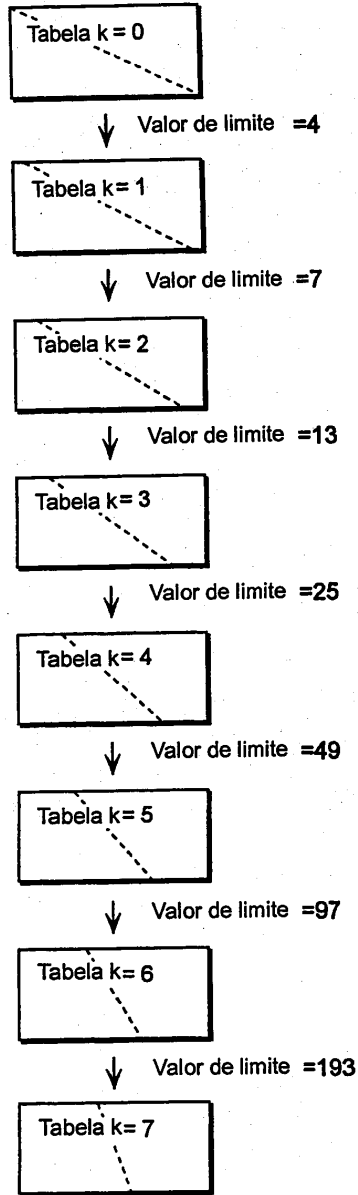 Tabela k= 0
Valor de limite =4
Tabela k= 1
Valor de limite =7
Tabela k= 2
Valor de limite =13
Tabela k= 3
Valor de limite =25
Tabela k= 4
Valor de limite =49
Tabela k= 5
Valor de limite =97
Tabela k= 6
Valor de limite =193
Tabela k= 7